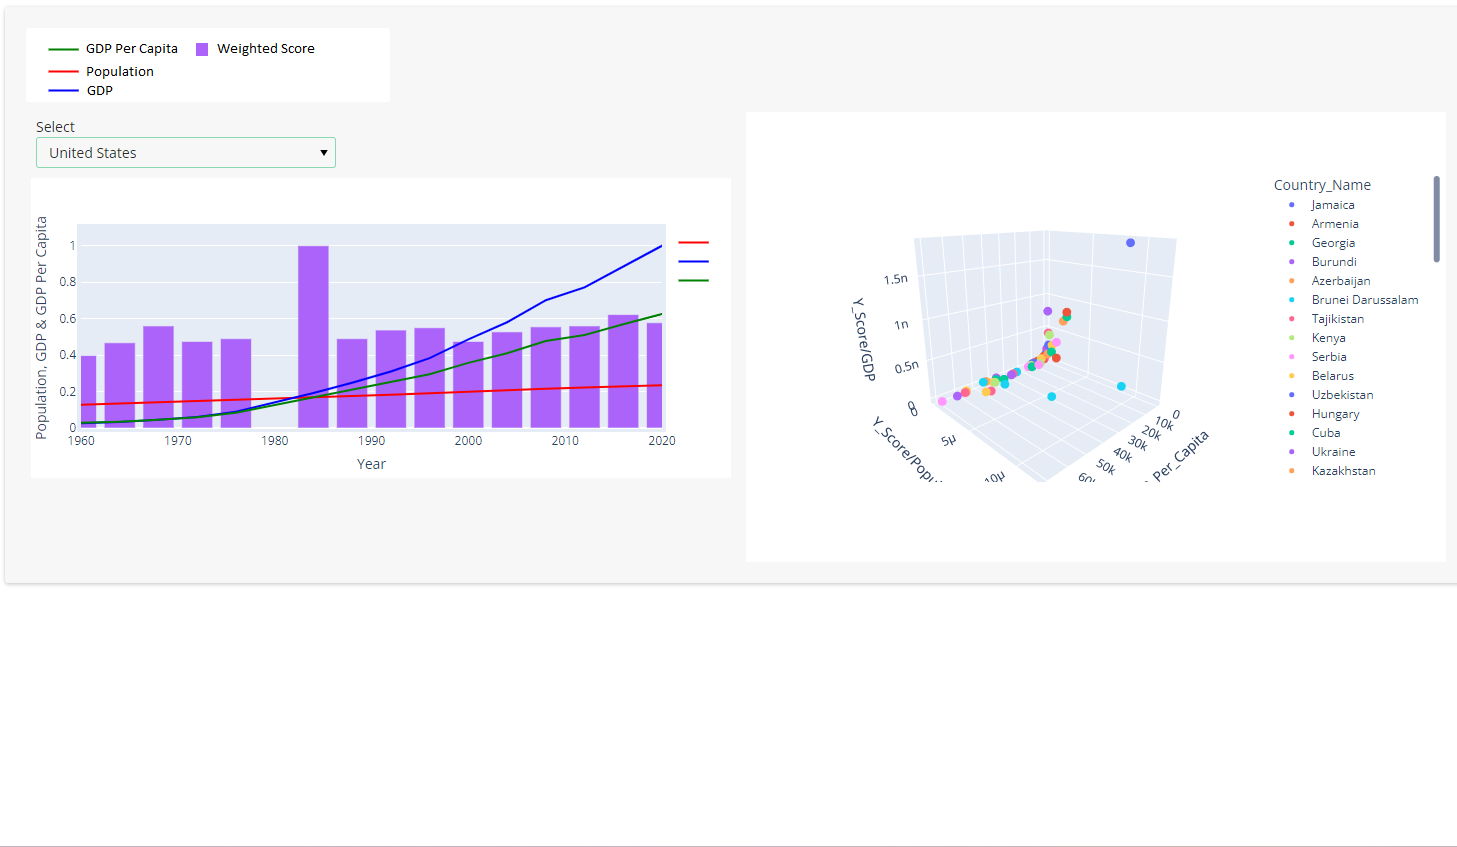 GDP Per Capita Weighted Score
Population
GDP
Select
United States
Population, GDP & GDP Per Capita
1
0.8
0.6
0.4
0.2
0
1960 1970 1980 1990 2000 2010 2020
Year
Y_Score/GDP
1.5n
1n
0.5n
0
0
5μ
10μ
Y_Score/Popu
0
10k
20k
30k
40k
50k
Per_Capita
Country_Name
Jamaica
Armenia
Georgia
Burundi
Azerbaijan
Brunei Darussalam
Tajikistan
Kenya
Serbia
Belarus
Uzbekistan
Hungary
Cuba
Ukraine
Kazakhstan